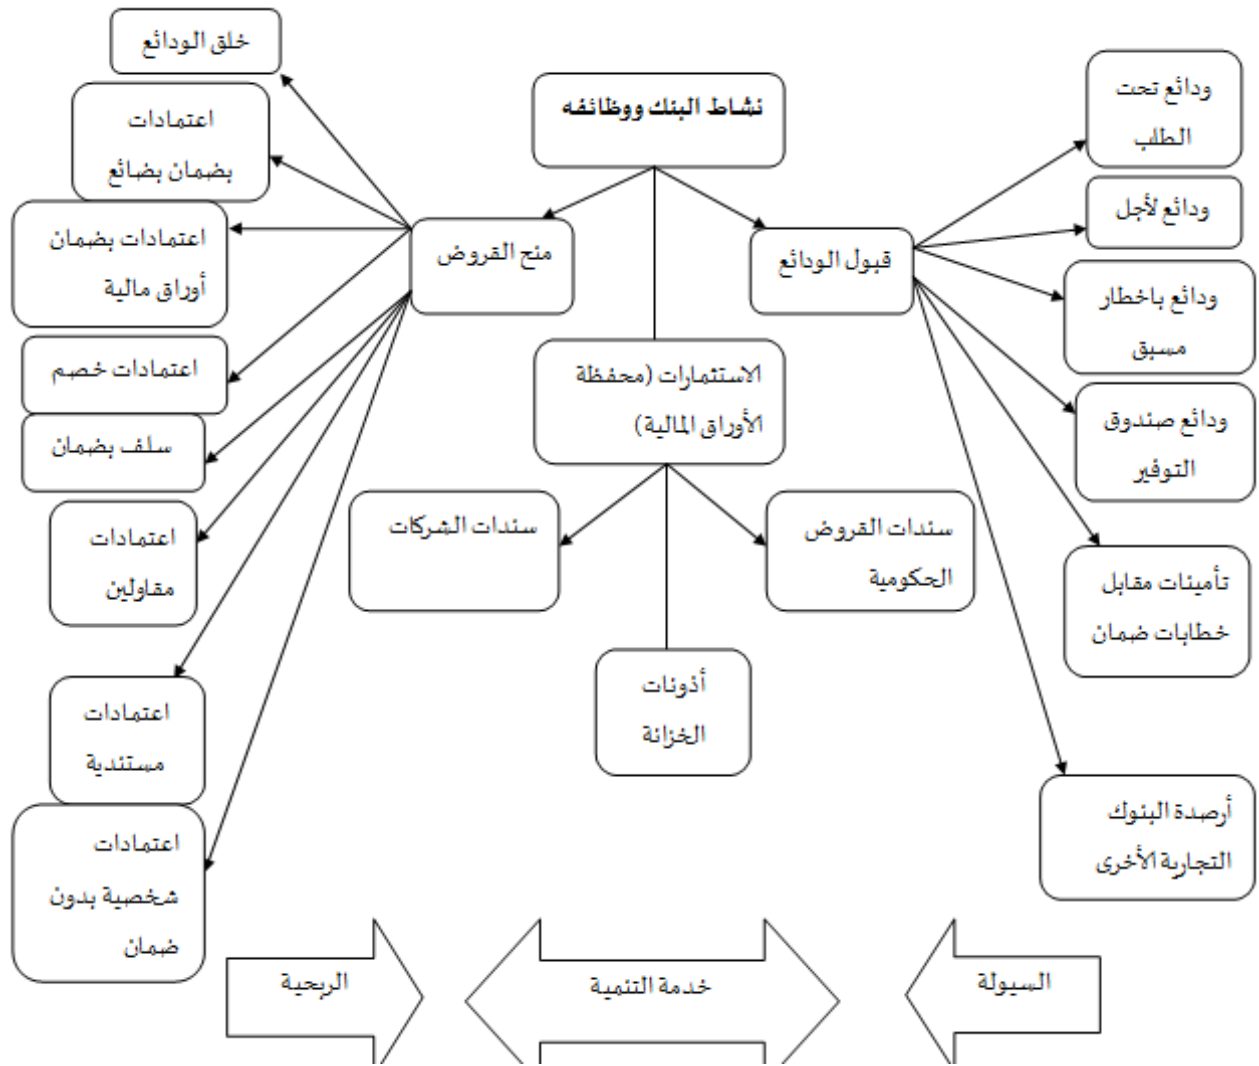 نشاط البنك ووظائفه
قبول الودائع
ودائع تحت
الطلب
ودائع لأجل
ودائع باخطار
مسبق
ودائع صندوق
التوفير
تأمينات مقابل
خطابات ضمان
أرصدة البنوك
التجارية الأخرى
الاستثمارات (محفظة
الأوراق المالية)
سندات القروض
الحكومية
أذونات
الخزانة
سندات الشركات
منح القروض
خلق الودائع
اعتمادات
بضمان بضائع
اعتمادات بضمان
أوراق مالية
اعتمادات خصم
سلف بضمان
اعتمادات
مقاولين
اعتمادات
مستندية
اعتمادات
شخصية بدون
ضمان
السيولة
خدمة التنمية
الربحية